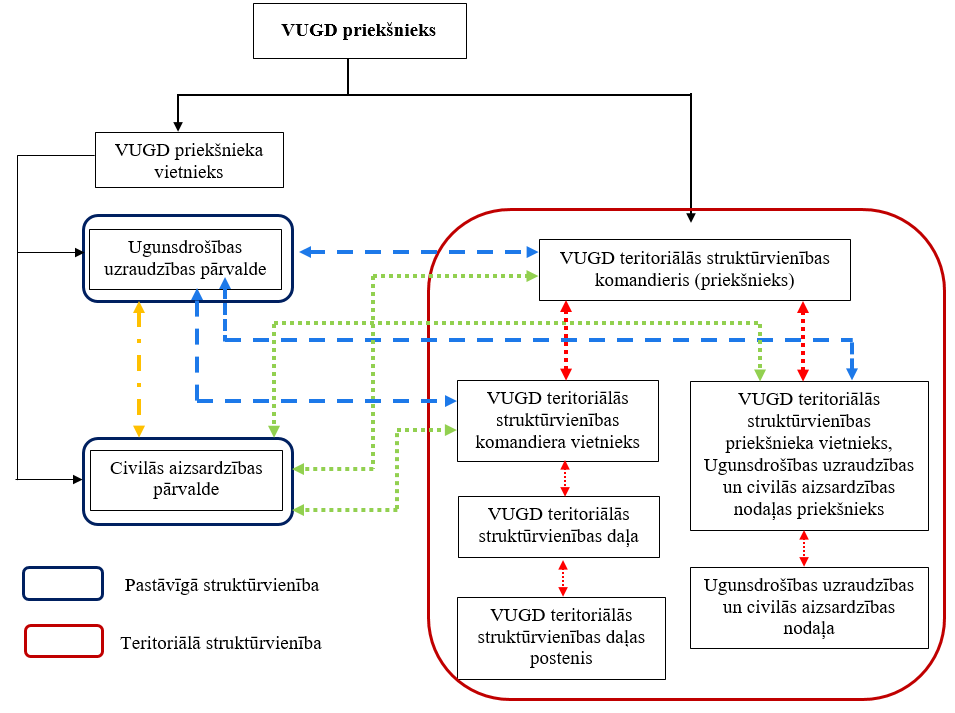 VUGD priekšnieks
VUGD priekšnieka
vietnieks
Ugunsdrošības
uzraudzības pārvalde
VUGD teritoriālās struktūrvienības
komandieris (priekšnieks)
VUGD teritoriālās
struktūrvienības
komandiera vietnieks
VUGD teritoriālās
struktūrvienības
priekšnieka vietnieks,
Ugunsdrošības uzraudzības
un civilās aizsardzības
nodaļas priekšnieks
Civilās aizsardzības
pārvalde
VUGD teritoriālās
struktūrvienības daļa
Ugunsdrošības uzraudzības
un civilās aizsardzības
nodaļa
VUGD teritoriālās
struktūrvienības daļas
postenis
Pastāvīgā struktūrvienība
Teritoriālā struktūrvienība